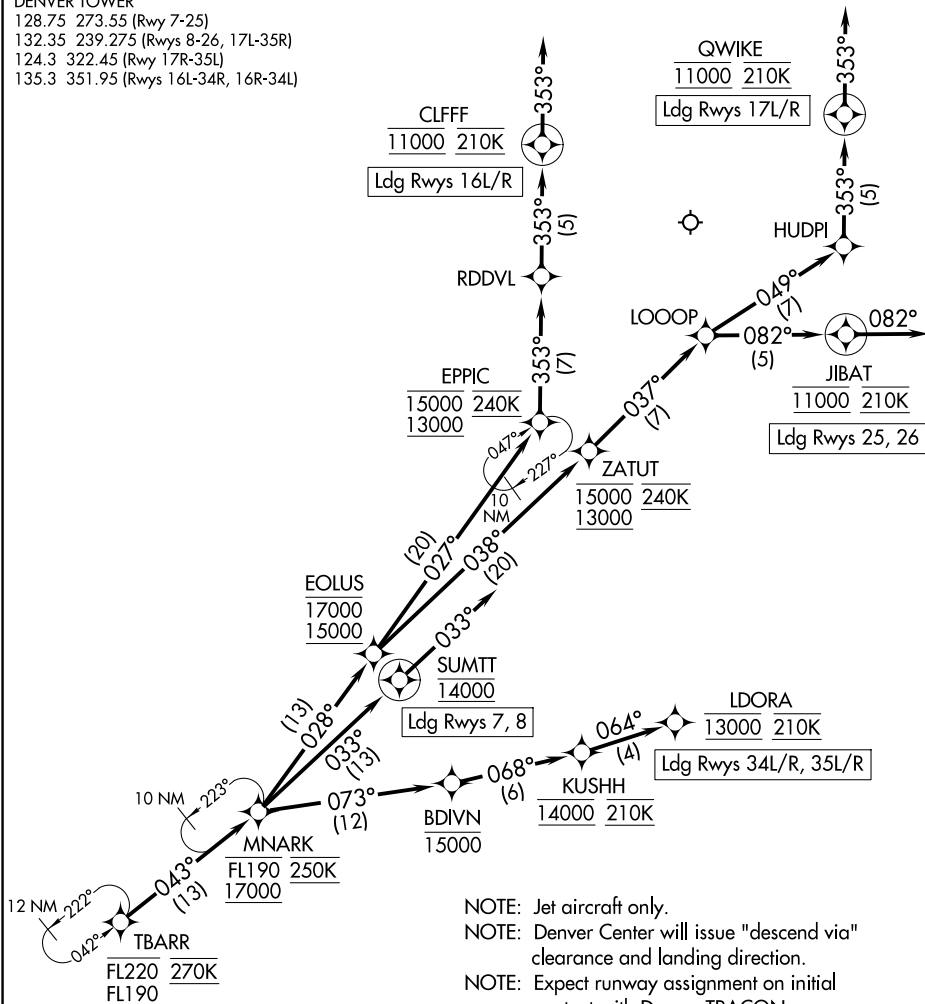 DENVER TOWER
128.75 273.55 (Rwy 7-25)
132.35 239.275 (Rwys 8-26, 17L-35R)
124.3 322.45 (Rwy 17R-35L)
135.3 351.95 (Rwys 16L-34R, 16R-34L)
353°
CLFFF
11000 210K
Ldg Rwys 16L/R
353°
(5)
RDDVL
353°
(7)
QWIKE
11000 210K
Ldg Rwys 17L/R
353°
353°
(5)
HUDPI
049°
(7)
LOOOP
082°
(5)
082°
JIBAT
11000 210K
Ldg Rwys 25, 26
EPPIC
15000 240K
13000
047°
227°
10
NM
037°
(7)
ZATUT
15000 240K
13000
(20)
027°
038°
(20)
EOLUS
17000
15000
033°
SUMTT
14000
Ldg Rwys 7, 8
(13)
028°
033°
(13)
LDORA
13000 210K
Ldg Rwys 34L/R, 35L/R
064°
(4)
068°
(6)
KUSHH
14000 210K
073°
(12)
BDIVN
15000
10 NM
223°
MNARK
FL190 250K
17000
043°
(13)
12 NM
222°
042°
TBARR
FL220 270K
FL190
NOTE: Jet aircraft only.
NOTE: Denver Center will issue "descend via"
clearance and landing direction.
NOTE: Expect runway assignment on initial
contact with Denver TRACON